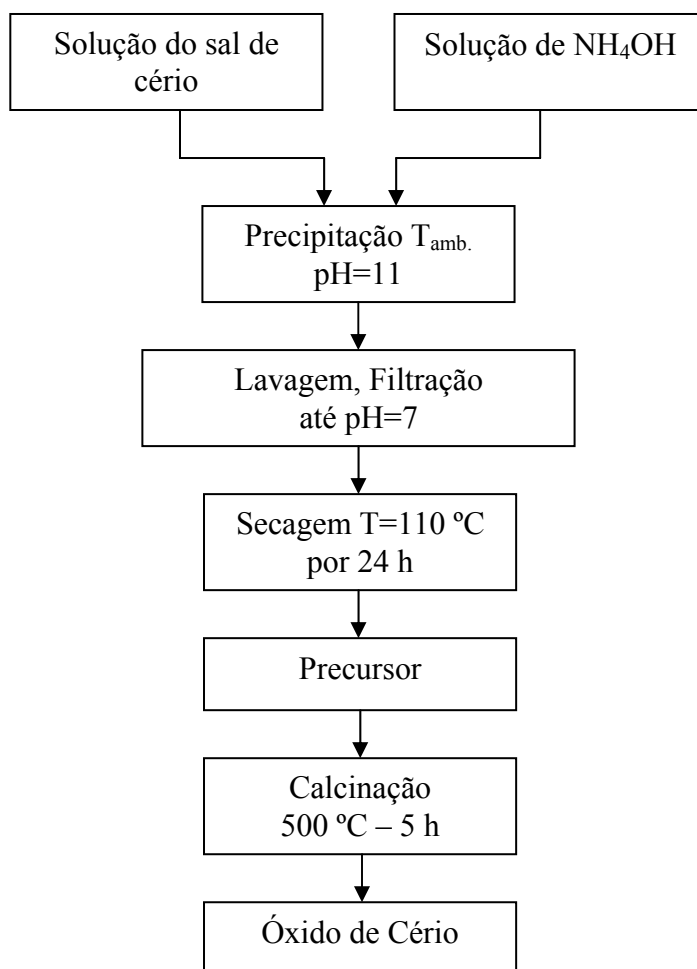 Solução do sal de
cério
Solução de NH₄OH
Precipitação Tamb.
pH=11
Lavagem, Filtração
até pH=7
Secagem T=110 ºC
por 24 h
Precursor
Calcinação
500 ºC – 5 h
Óxido de Cério